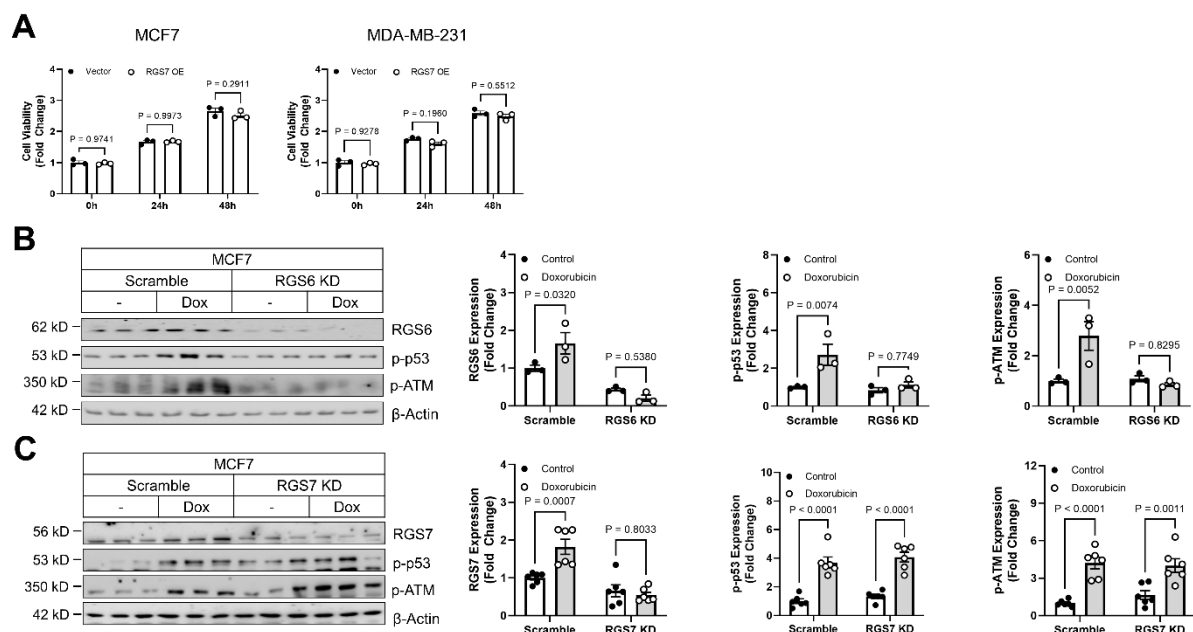 A
MCF7
MDA-MB-231
Vector RGS7 OE
Vector RGS7 OE
Cell Viability
(Fold Change)
4
3
2
1
0
P = 0.9741
P = 0.9973
P = 0.2911
0h 24h 48h
Cell Viability
(Fold Change)
4
3
2
1
0
P = 0.9278
P = 0.1960
P = 0.5512
0h 24h 48h
B
MCF7
Scramble RGS6 KD
- Dox - Dox
62 kD RGS6
53 kD p-p53
350 kD p-ATM
42 kD β-Actin
RGS6 Expression
(Fold Change)
4
2
0
Control
Doxorubicin
P = 0.0320
P = 0.5380
Scramble RGS6 KD
p-p53 Expression
(Fold Change)
8
6
4
2
0
Control
Doxorubicin
P = 0.0074
P = 0.7749
Scramble RGS6 KD
p-ATM Expression
(Fold Change)
4
2
0
Control
Doxorubicin
P = 0.0052
P = 0.8295
Scramble RGS6 KD
C
MCF7
Scramble RGS7 KD
- Dox - Dox
56 kD RGS7
53 kD p-p53
350 kD p-ATM
42 kD β-Actin
RGS7 Expression
(Fold Change)
4
3
2
1
0
Control
Doxorubicin
P = 0.0007
P = 0.8033
Scramble RGS7 KD
p-p53 Expression
(Fold Change)
10
8
6
4
2
0
Control
Doxorubicin
P < 0.0001
P < 0.0001
Scramble RGS7 KD
p-ATM Expression
(Fold Change)
12
9
6
3
0
Control
Doxorubicin
P < 0.0001
P = 0.0011
Scramble RGS7 KD